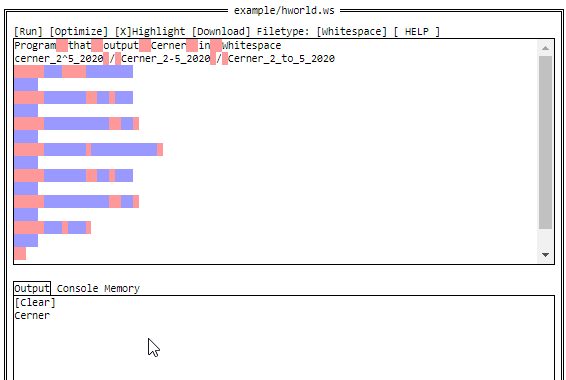 example/hworld.ws
[Run] [Optimize] [X]Highlight [Download] Filetype: [Whitespace] [ HELP ]
Program that output Cerner in Whitespace
cerner_2^5_2020 / Cerner_2-5_2020 / Cerner_2_to_5_2020
Output Console Memory
[Clear]
Cerner